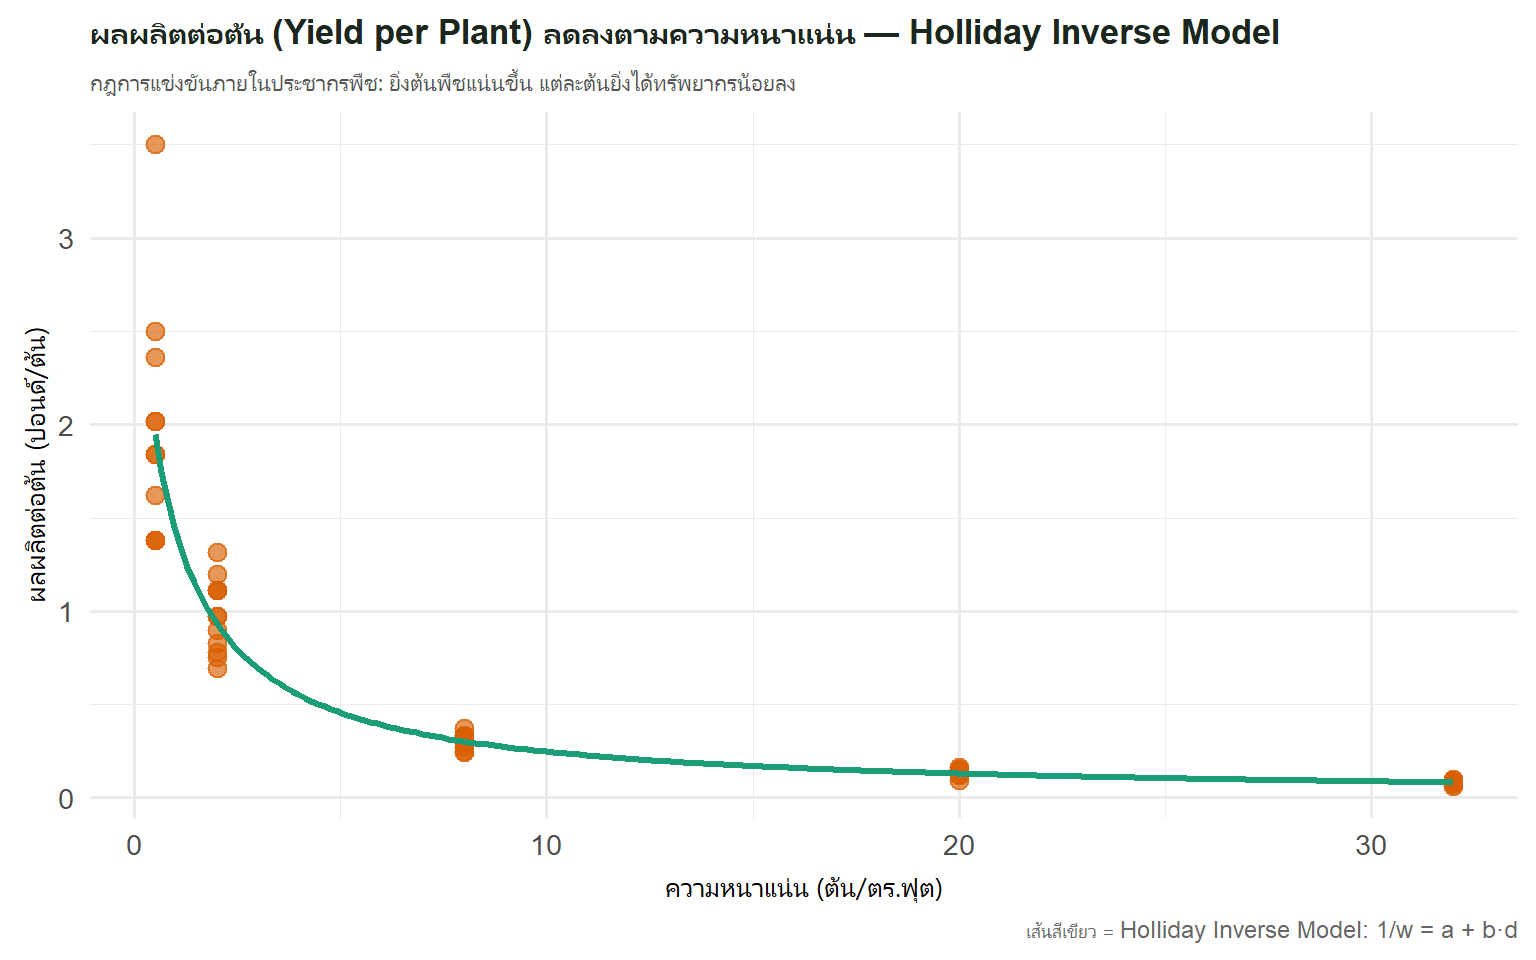 ผลผลิตต่อต้น (Yield per Plant) ลดลงตามความหนาแน่น — Holliday Inverse Model
กฎการแข่งขันภายในประชากรพืช: ยิ่งต้นพืชแน่นขึ้น แต่ละต้นยิ่งได้ทรัพยากรน้อยลง
ผลผลิตต่อต้น (ปอนด์/ต้น)
3
2
1
0
0 10 20 30
ความหนาแน่น (ต้น/ตร.ฟุต)
เส้นสีเขียว = Holliday Inverse Model: 1/w = a + b·d